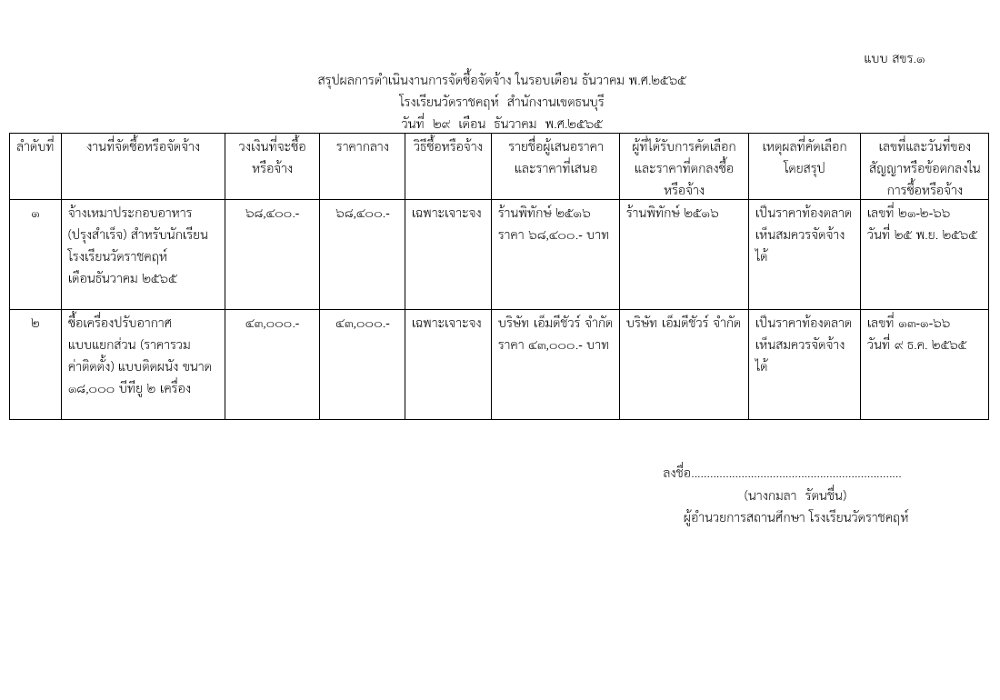 แบบ สขร.๑
สรุปผลการดำเนินงานการจัดซื้อจัดจ้าง ในรอบเดือน ธันวาคม พ.ศ.๒๕๖๕
โรงเรียนวัดราชคฤห์ สำนักงานเขตธนบุรี
วันที่ ๒๙ เดือน ธันวาคม พ.ศ.๒๕๖๕
ลำดับที่
งานที่จัดซื้อหรือจัดจ้าง
วงเงินที่จะซื้อ
หรือจ้าง
ราคากลาง
วิธีซื้อหรือจ้าง
รายชื่อผู้เสนอราคา
และราคาที่เสนอ
ผู้ที่ได้รับการคัดเลือก
และราคาที่ตกลงซื้อ
หรือจ้าง
เหตุผลที่คัดเลือก
โดยสรุป
เลขที่และวันที่ของ
สัญญาหรือข้อตกลงใน
การซื้อหรือจ้าง
๑
จ้างเหมาประกอบอาหาร
(ปรุงสำเร็จ) สำหรับนักเรียน
โรงเรียนวัดราชคฤห์
เดือนธันวาคม ๒๕๖๕
๖๘,๔๐๐.-
๖๘,๔๐๐.-
เฉพาะเจาะจง
ร้านพิทักษ์ ๒๕๑๖
ราคา ๖๘,๔๐๐.- บาท
ร้านพิทักษ์ ๒๕๑๖
เป็นราคาท้องตลาด
เห็นสมควรจัดจ้าง
ได้
เลขที่ ๒๑-๒-๖๖
วันที่ ๒๕ พ.ย. ๒๕๖๕
๒
ซื้อเครื่องปรับอากาศ
แบบแยกส่วน (ราคารวม
ค่าติดตั้ง) แบบติดผนัง ขนาด
๑๘,๐๐๐ บีทียู ๒ เครื่อง
๔๓,๐๐๐.-
๔๓,๐๐๐.-
เฉพาะเจาะจง
บริษัท เอ็มดีชัวร์ จำกัด
ราคา ๔๓,๐๐๐.- บาท
บริษัท เอ็มดีชัวร์ จำกัด
เป็นราคาท้องตลาด
เห็นสมควรจัดจ้าง
ได้
เลขที่ ๑๓-๑-๖๖
วันที่ ๙ ธ.ค. ๒๕๖๕
ลงชื่อ...................................................................
(นางกมลา รัตนชื่น)
ผู้อำนวยการสถานศึกษา โรงเรียนวัดราชคฤห์